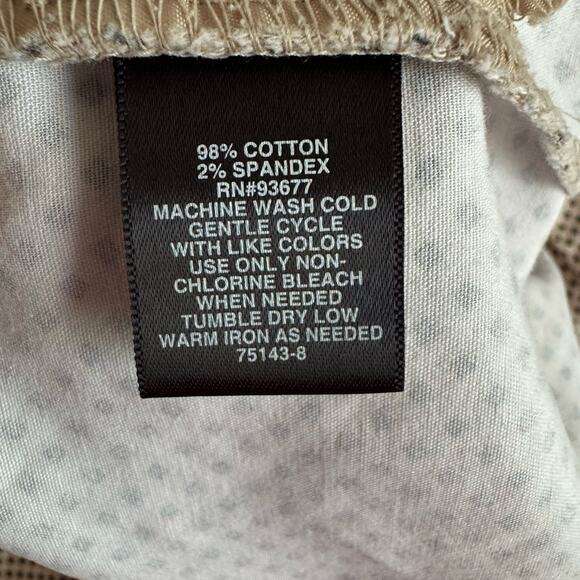 98% COTTON
2% SPANDEX
RN#93677
MACHINE WASH COLD
GENTLE CYCLE
WITH LIKE COLORS
USE ONLY NON-
CHLORINE BLEACH
WHEN NEEDED
TUMBLE DRY LOW
WARM IRON AS NEEDED
75143-8